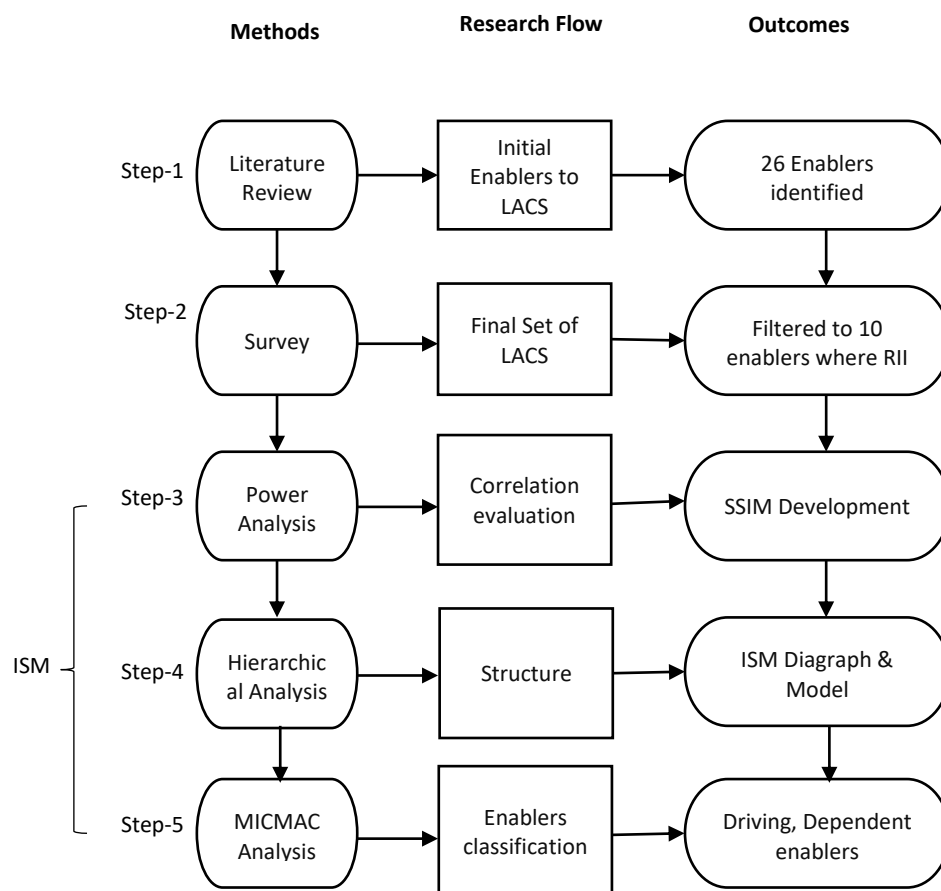 Methods
Research Flow
Outcomes
Step-1
Literature
Review
Initial
Enablers to
LACS
26 Enablers
identified
Step-2
Survey
Final Set of
LACS
Filtered to 10
enablers where RII
Step-3
Power
Analysis
Correlation
evaluation
SSIM Development
ISM
Step-4
Hierarchic
al Analysis
Structure
ISM Diagraph &
Model
Step-5
MICMAC
Analysis
Enablers
classification
Driving, Dependent
enablers